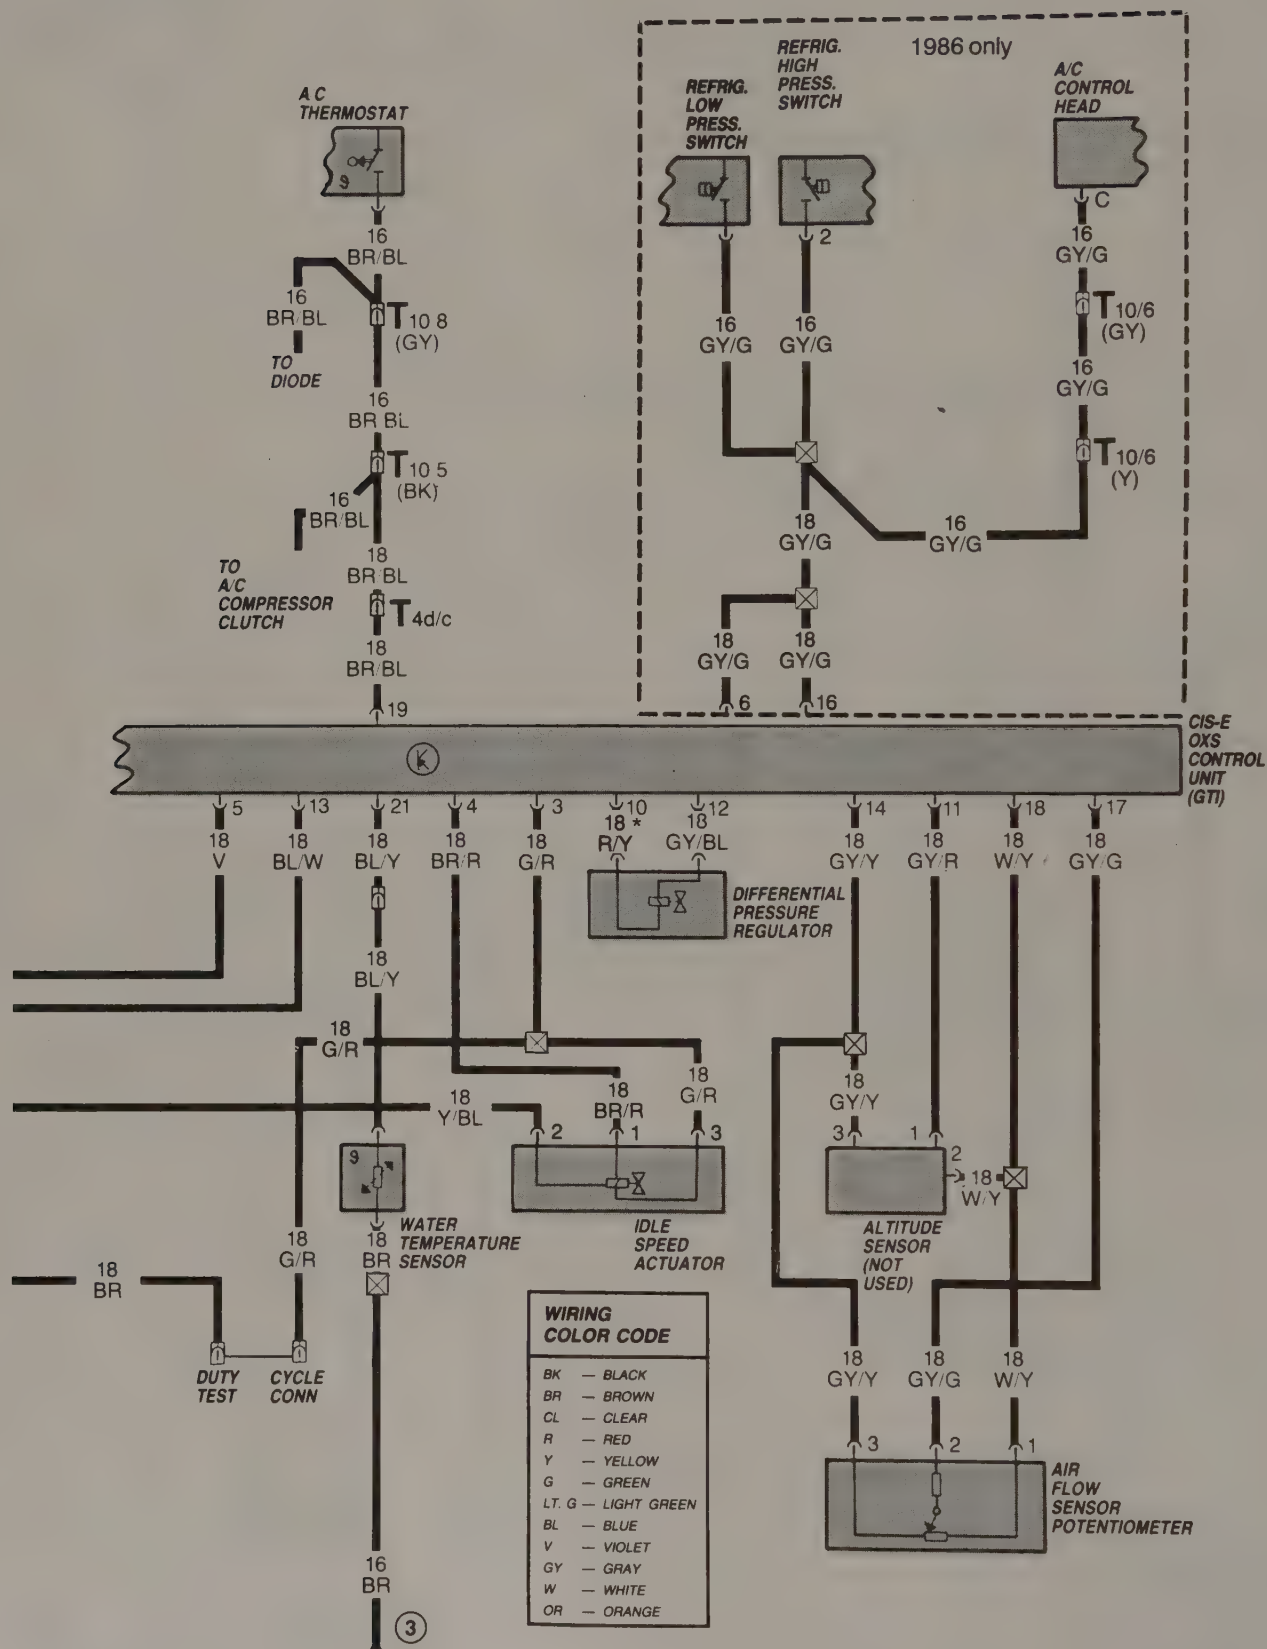 1986 only
A C
THERMOSTAT
REFRIG.
LOW
PRESS.
SWITCH
REFRIG.
HIGH
PRESS.
SWITCH
A/C
CONTROL
HEAD
9
C
2
16
BR/BL
16
BR/BL
TO
DIODE
T 10 8
(GY)
16
BR BL
T 10 5
(BK)
16
BR/BL
TO
A/C
COMPRESSOR
CLUTCH
18
BR BL
T 4d/c
18
BR/BL
19
16
GY/G
16
GY/G
16
GY/G
T 10/6
(GY)
16
GY/G
T 10/6
(Y)
18
GY/G
16
GY/G
18
GY/G
18
GY/G
6
16
CIS-E
OXS
CONTROL
UNIT
(GTI)
K
5
13
21
4
3
10
12
14
11
18
17
18
V
18
BL/W
18
BL/Y
18
BR/R
18
G/R
18 *
R/Y
18
GY/BL
18
GY/Y
18
GY/R
18
W/Y
18
GY/G
DIFFERENTIAL
PRESSURE
REGULATOR
18
BL/Y
18
G/R
18
Y/BL
18
BR/R
18
G/R
18
GY/Y
2
1
3
3
1
2
18
W/Y
9
WATER
TEMPERATURE
SENSOR
18
BR
IDLE
SPEED
ACTUATOR
ALTITUDE
SENSOR
(NOT
USED)
18
BR
18
G/R
DUTY
TEST
CYCLE
CONN
WIRING
COLOR CODE
BK — BLACK
BR — BROWN
CL — CLEAR
R — RED
Y — YELLOW
G — GREEN
LT. G — LIGHT GREEN
BL — BLUE
V — VIOLET
GY — GRAY
W — WHITE
OR — ORANGE
18
GY/Y
18
GY/G
18
W/Y
3
2
1
AIR
FLOW
SENSOR
POTENTIOMETER
16
BR
3